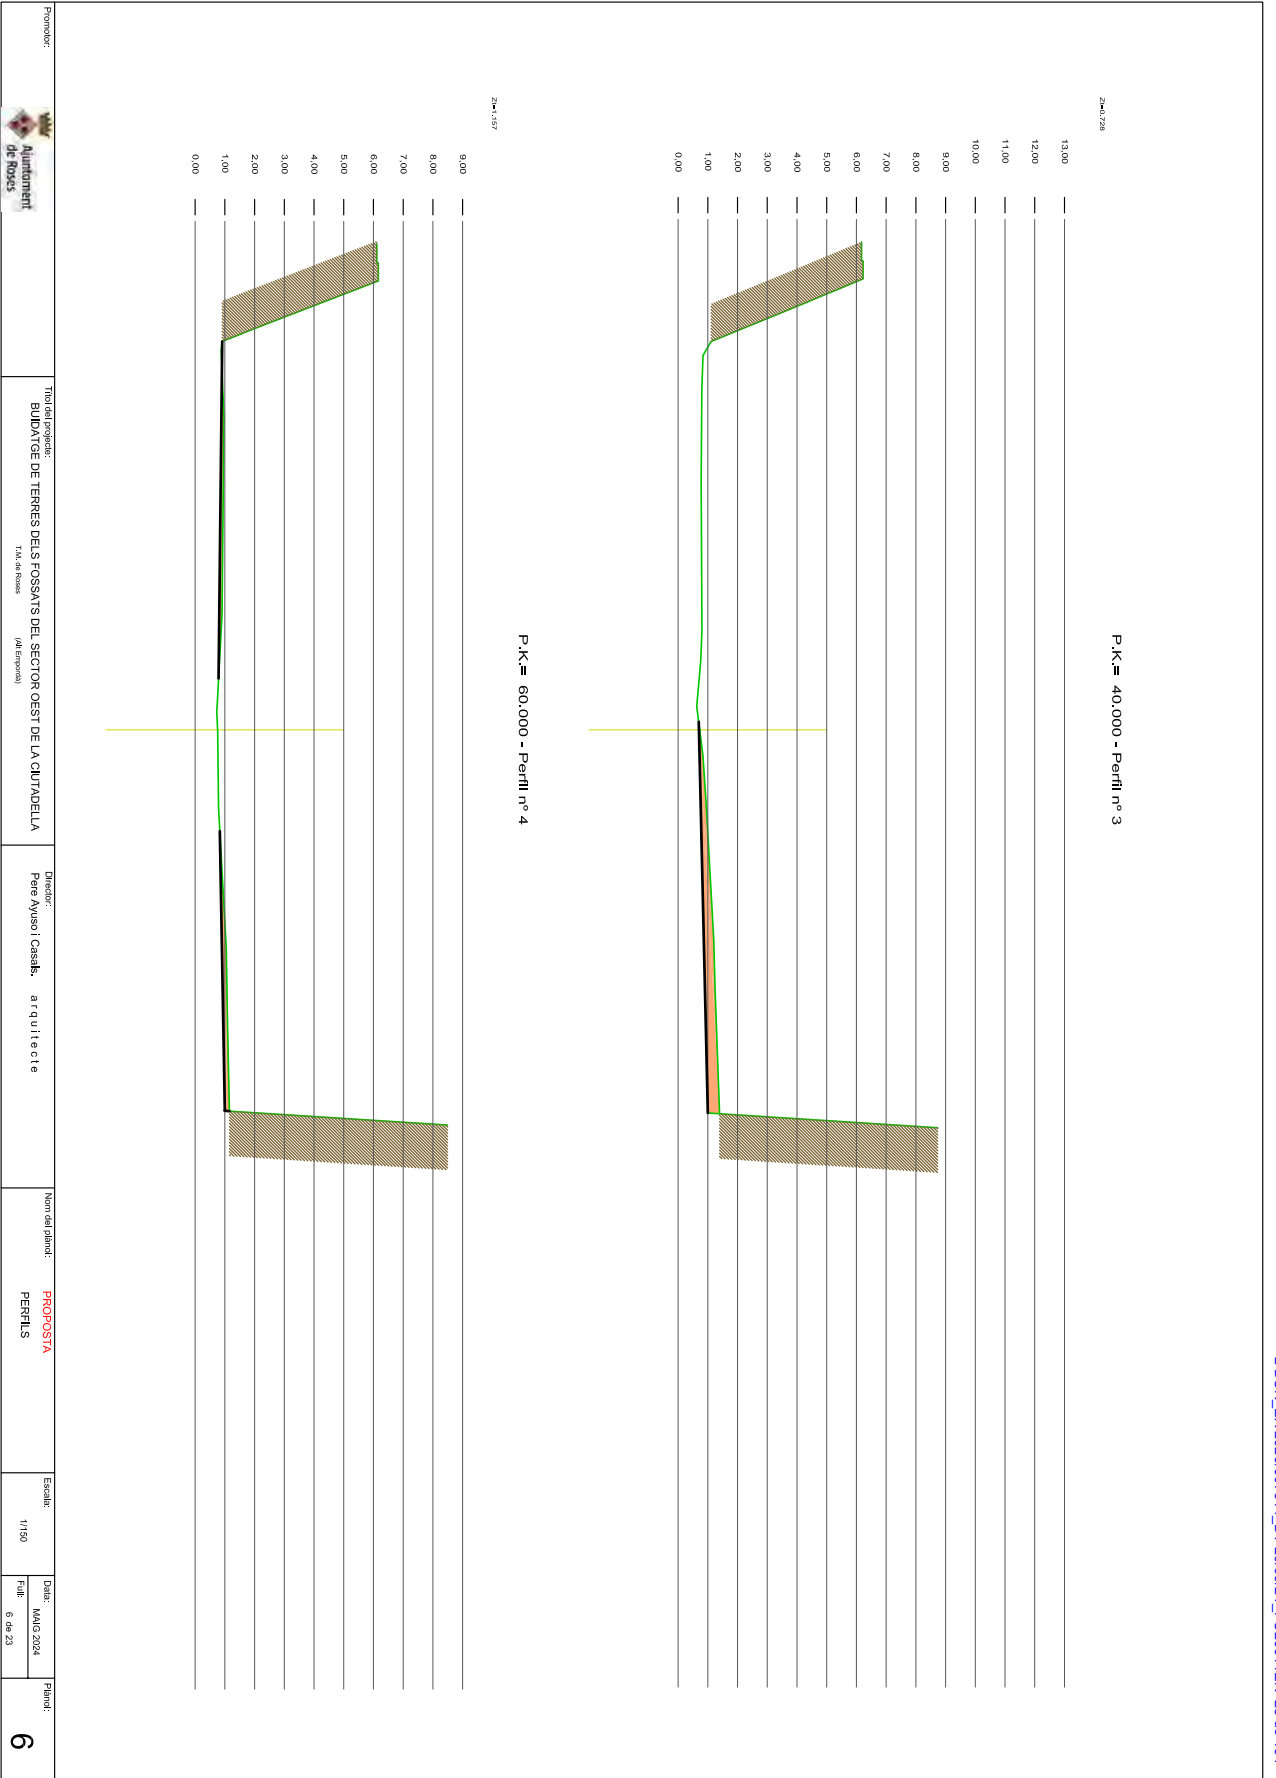 P.K.= 40.000 - Perfil nº 3
Zt=0.728
13,00
12,00
11,00
10,00
9,00
8,00
7,00
6,00
5,00
4,00
3,00
2,00
1,00
0,00
P.K.= 60.000 - Perfil nº 4
Zt=1.157
9,00
8,00
7,00
6,00
5,00
4,00
3,00
2,00
1,00
0,00
Promotor:
Ajuntament
de Roses
Títol del projecte:
BUIDATGE DE TERRES DELS FOSSATS DEL SECTOR OEST DE LA CIUTADELLA
T.M. de Roses (Alt Empordà)
Director:
Pere Ayuso i Casals. arquitecte
Nom del plànol:
PROPOSTA
PERFILS
Escala:
1/150
Data:
MAIG 2024
Full:
6 de 23
Plànol:
6